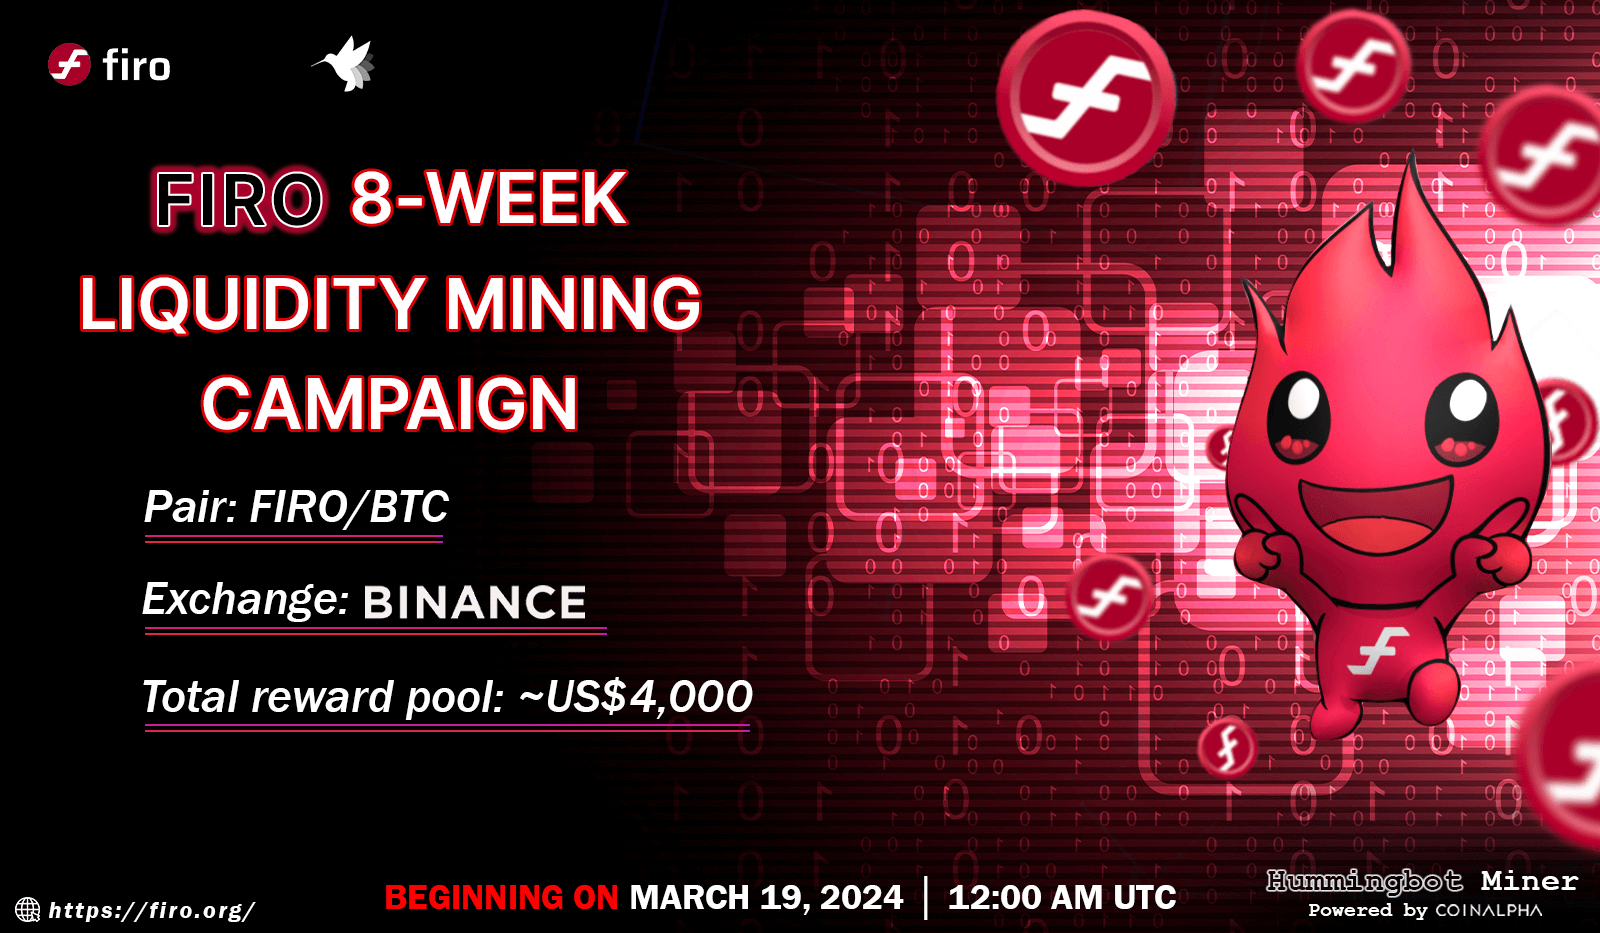 firo
FIRO 8-WEEK
LIQUIDITY MINING
CAMPAIGN
Pair: FIRO/BTC
Exchange: BINANCE
Total reward pool: ~US$4,000
https://firo.org/
BEGINNING ON MARCH 19, 2024 | 12:00 AM UTC
Hummingbot Miner
Powered by COINALPHA